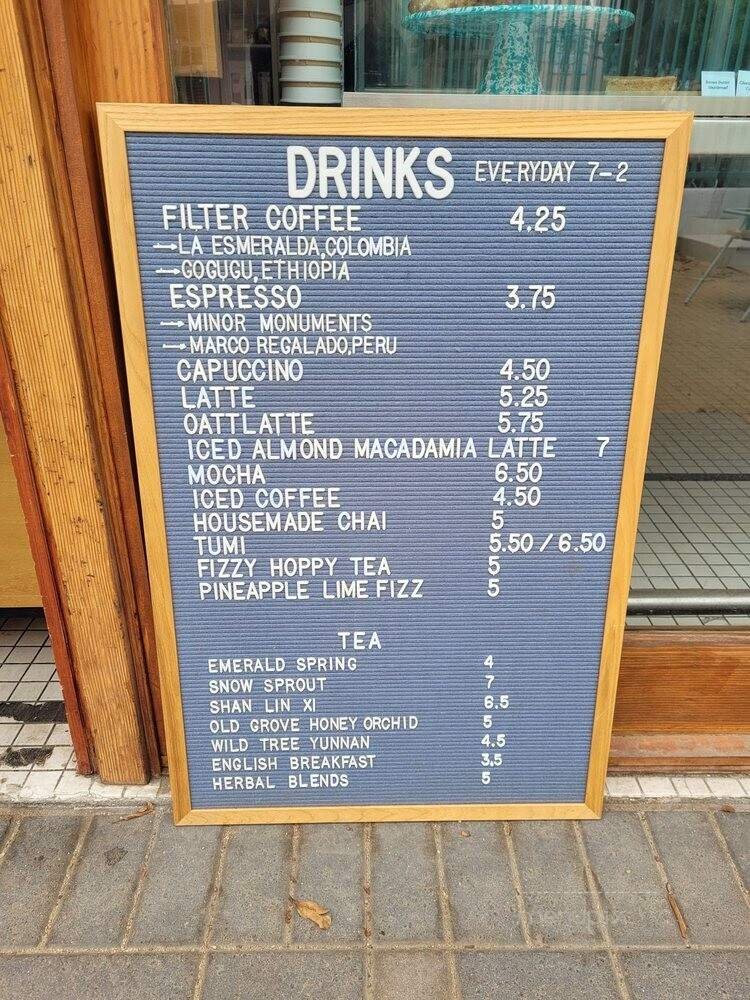 DRINKS EVERYDAY 7-2
FILTER COFFEE 4.25
→LA ESMERALDA,COLOMBIA
→GOGUGU,ETHIOPIA
ESPRESSO 3.75
→MINOR MONUMENTS
→MARCO REGALADO,PERU
CAPUCCINO 4.50
LATTE 5.25
OATTLATTE 5.75
ICED ALMOND MACADAMIA LATTE 7
MOCHA 6.50
ICED COFFEE 4.50
HOUSEMADE CHAI 5
TUMI 5.50/6.50
FIZZY HOPPY TEA 5
PINEAPPLE LIME FIZZ 5
TEA
EMERALD SPRING 4
SNOW SPROUT 7
SHAN LIN XI 6.5
OLD GROVE HONEY ORCHID 5
WILD TREE YUNNAN 4.5
ENGLISH BREAKFAST 3.5
HERBAL BLENDS 5